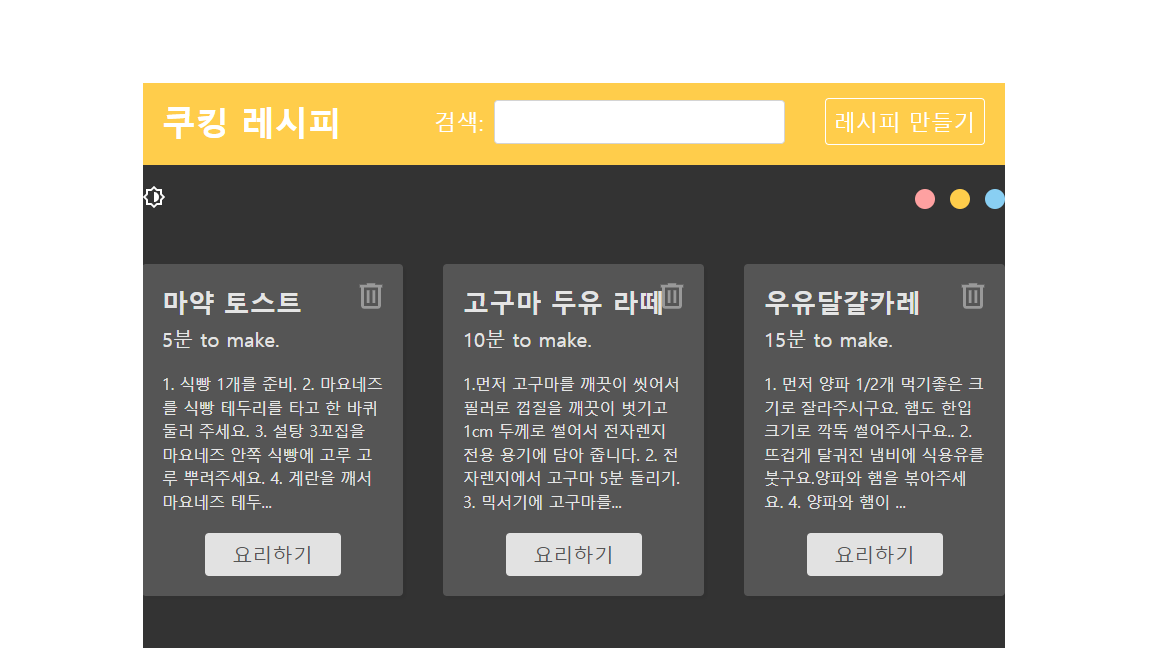 쿠킹 레시피
검색:
레시피 만들기
마약 토스트
5분 to make.
1. 식빵 1개를 준비. 2. 마요네즈
를 식빵 테두리를 타고 한 바퀴
둘러 주세요. 3. 설탕 3꼬집을
마요네즈 안쪽 식빵에 고루 고
루 뿌려주세요. 4. 계란을 깨서
마요네즈 테두...
요리하기
고구마 두유 라떼
10분 to make.
1.먼저 고구마를 깨끗이 씻어서
필러로 껍질을 깨끗이 벗기고
1cm 두께로 썰어서 전자렌지
전용 용기에 담아 줍니다. 2. 전
자렌지에서 고구마 5분 돌리기.
3. 믹서기에 고구마를...
요리하기
우유달걀카레
15분 to make.
1. 먼저 양파 1/2개 먹기좋은 크
기로 잘라주시구요. 햄도 한입
크기로 깍뚝 썰어주시구요.. 2.
뜨겁게 달궈진 냄비에 식용유를
붓구요.양파와 햄을 볶아주세
요. 4. 양파와 햄이 ...
요리하기